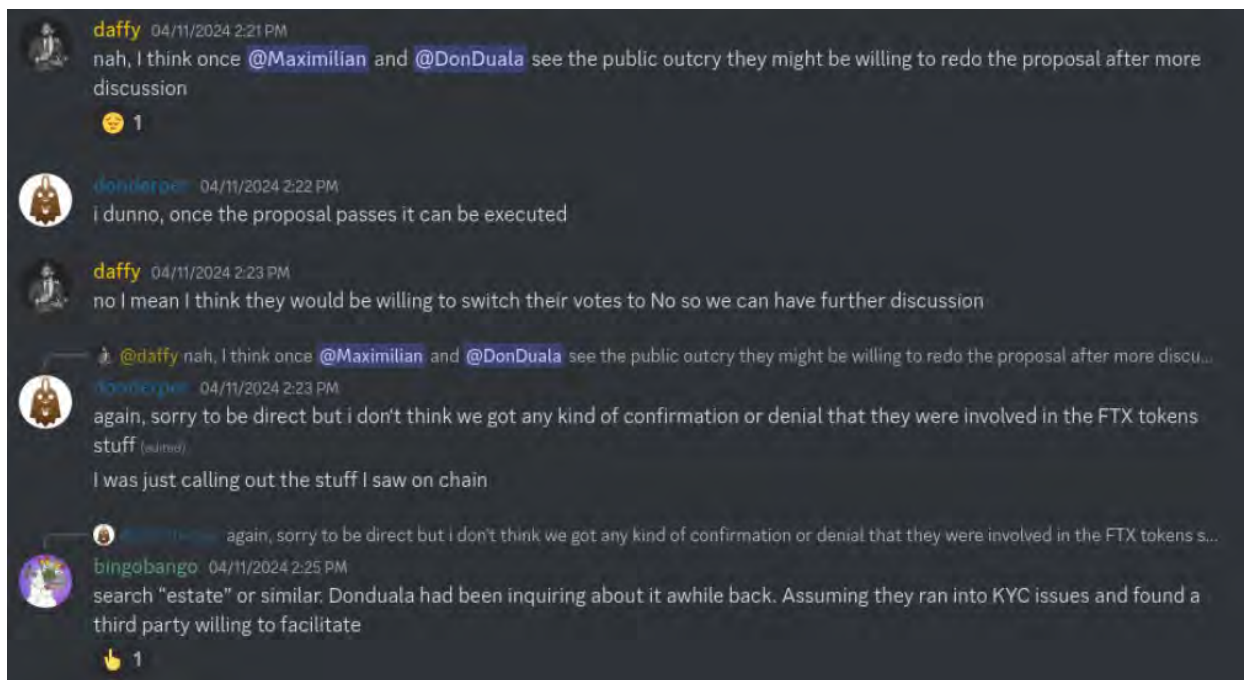 daffy 04/11/2024 2:21 PM
nah, I think once @Maximilian and @DonDuala see the public outcry they might be willing to redo the proposal after more
discussion
1
donderper 04/11/2024 2:22 PM
i dunno, once the proposal passes it can be executed
daffy 04/11/2024 2:23 PM
no I mean I think they would be willing to switch their votes to No so we can have further discussion
@daffy nah, I think once @Maximilian and @DonDuala see the public outcry they might be willing to redo the proposal after more discu...
donderper 04/11/2024 2:23 PM
again, sorry to be direct but i don't think we got any kind of confirmation or denial that they were involved in the FTX tokens
stuff (edited)
I was just calling out the stuff I saw on chain
again, sorry to be direct but i don't think we got any kind of confirmation or denial that they were involved in the FTX tokens s...
bingobango 04/11/2024 2:25 PM
search “estate” or similar. Donduala had been inquiring about it awhile back. Assuming they ran into KYC issues and found a
third party willing to facilitate
1